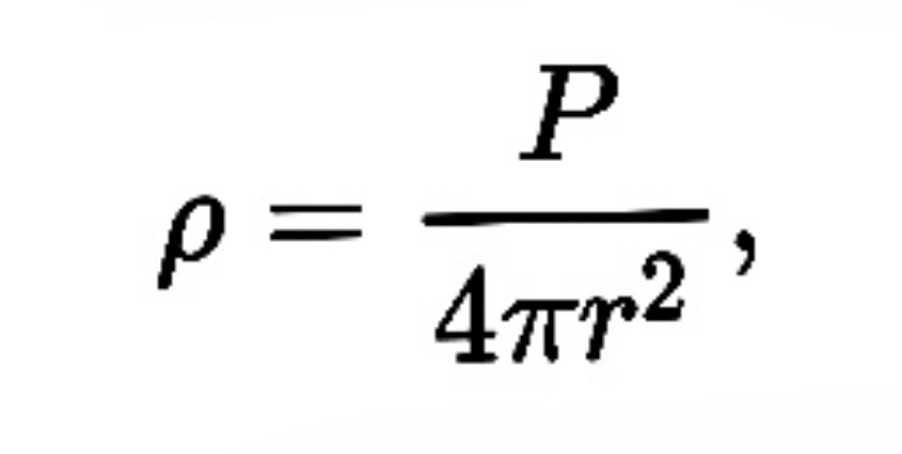 ρ = P / 4πr²,